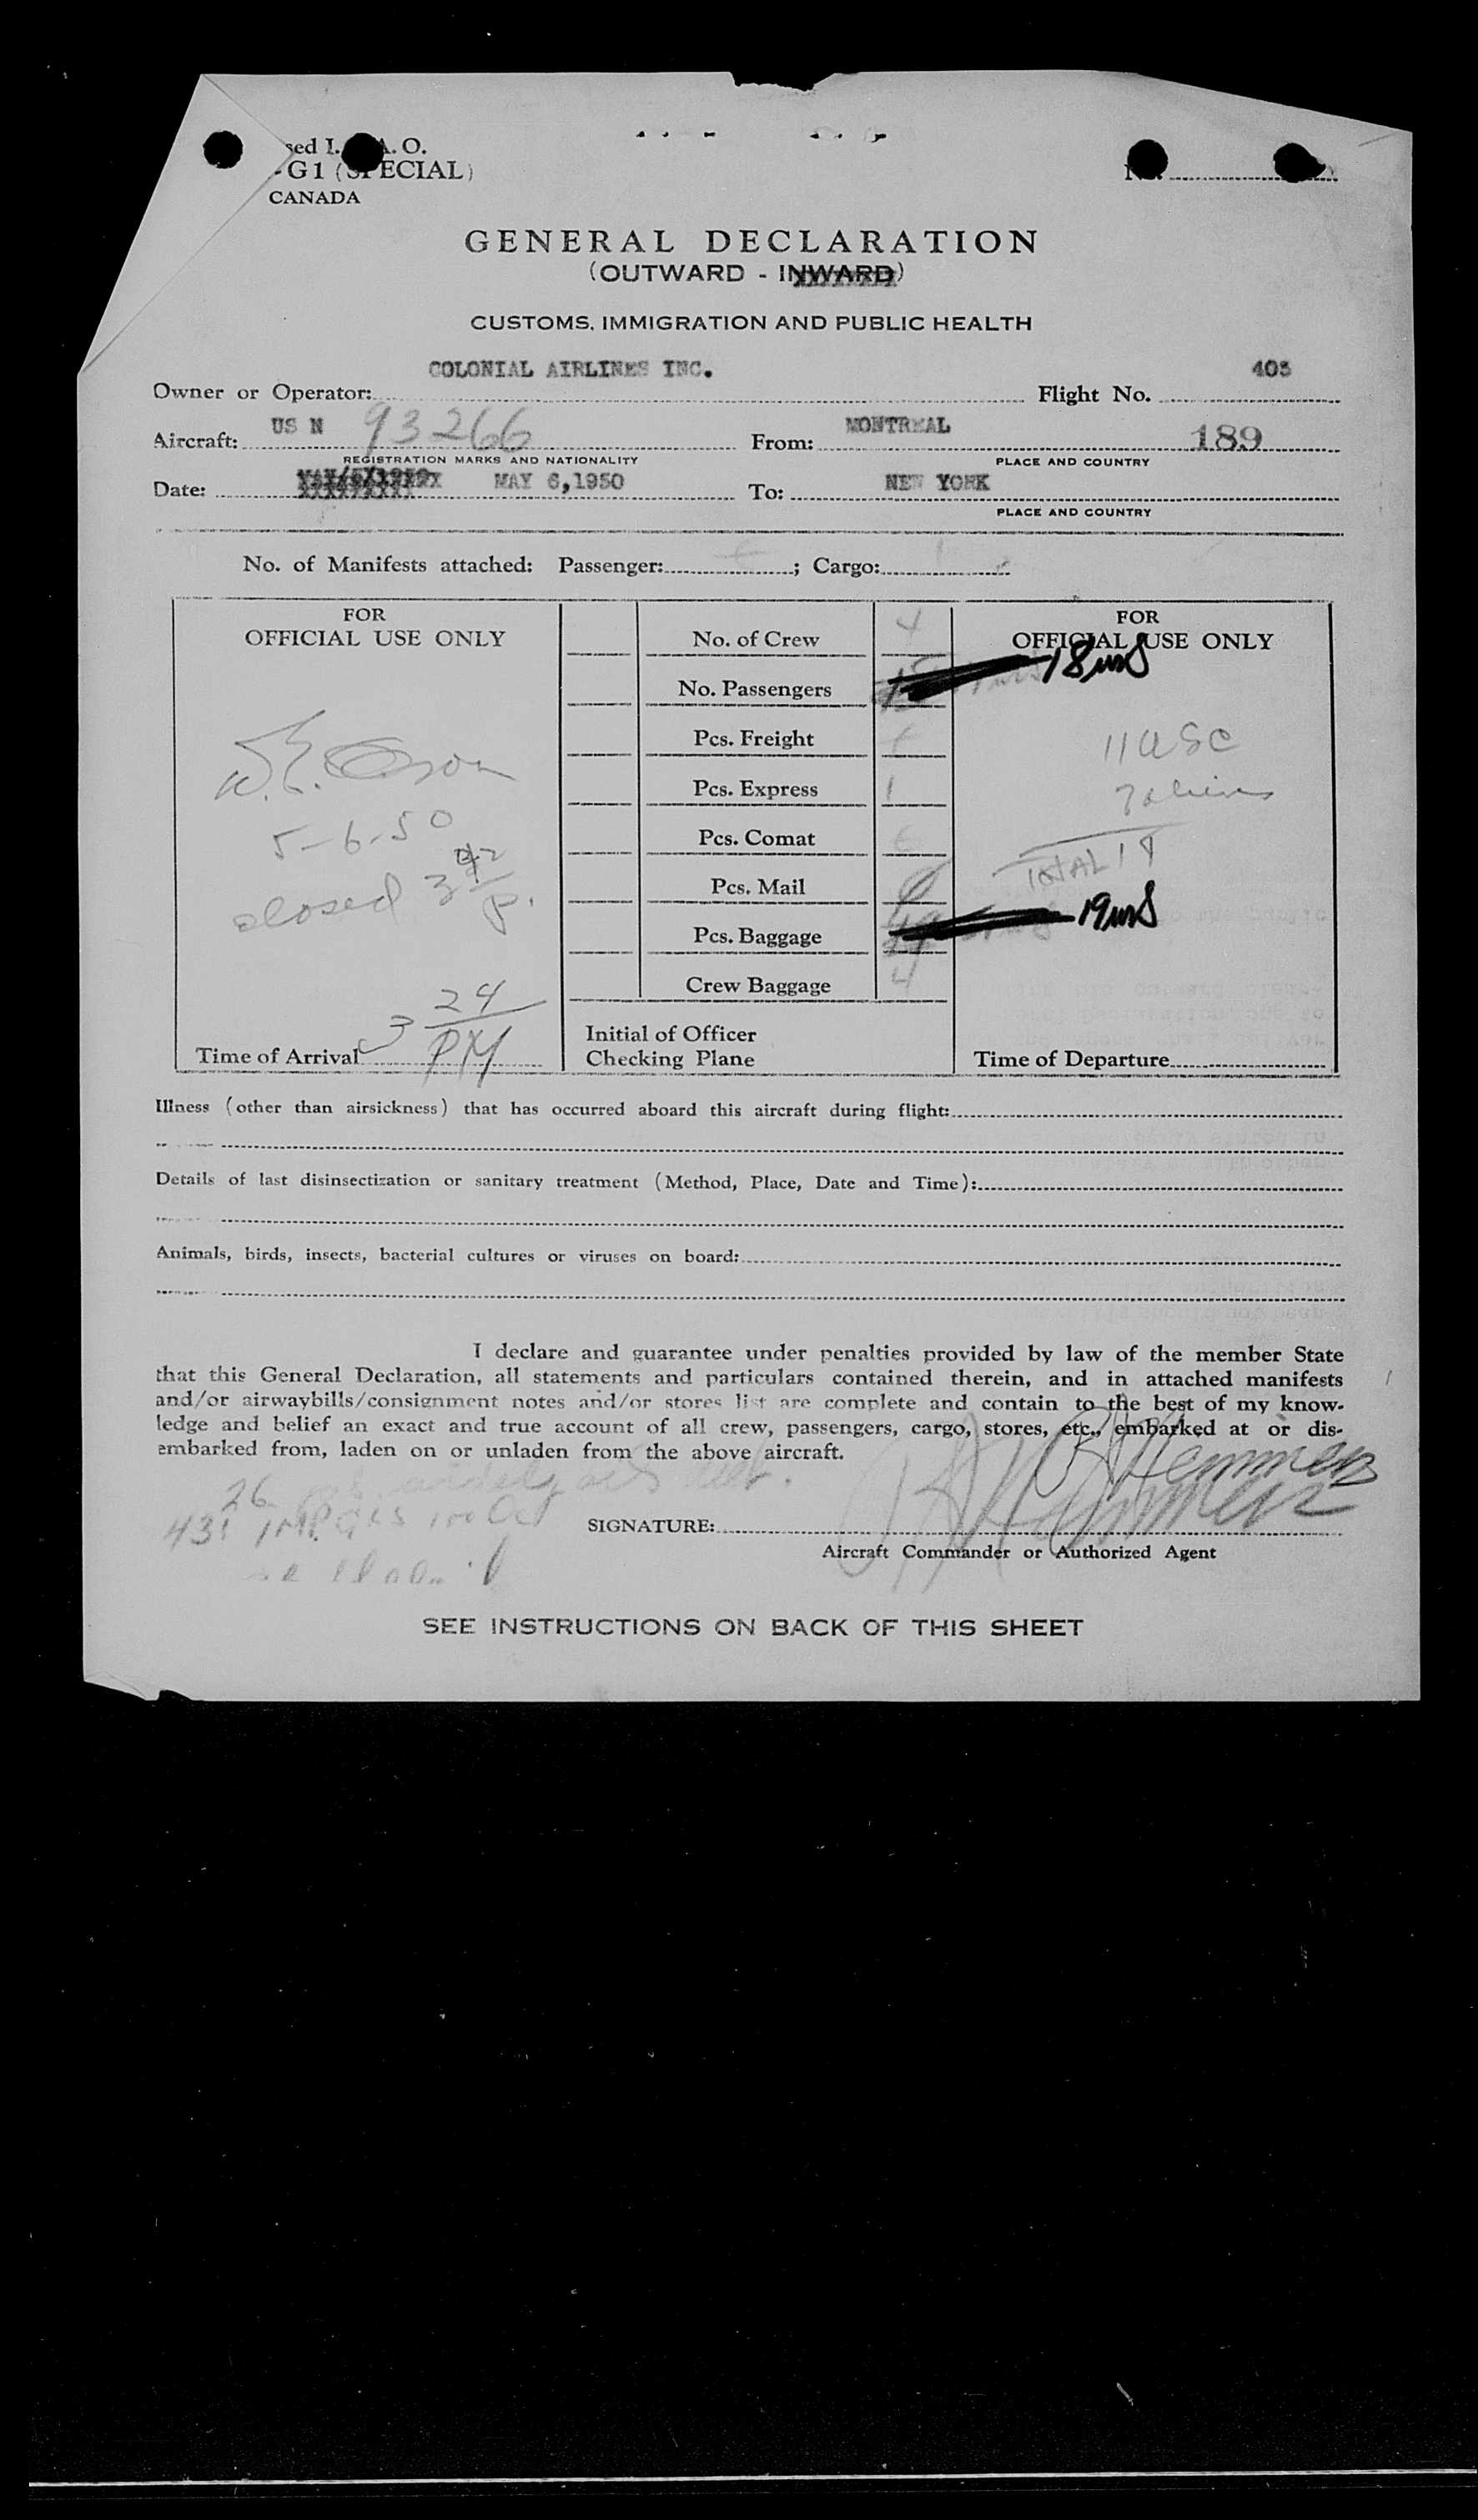 sed I. A. O.
-G1 (SPECIAL)
CANADA
GENERAL DECLARATION
(OUTWARD - INWARD)
CUSTOMS, IMMIGRATION AND PUBLIC HEALTH
Owner or Operator: COLONIAL AIRLINES INC. Flight No. 403
Aircraft: US N 93266 From: MONTREAL 189
REGISTRATION MARKS AND NATIONALITY PLACE AND COUNTRY
Date: MAY 6,1950 To: NEW YORK
PLACE AND COUNTRY
No. of Manifests attached: Passenger: ; Cargo:
FOR
OFFICIAL USE ONLY
5-6-50
closed 3 42/P.
Time of Arrival 3 24/PM
No. of Crew 4
No. Passengers 18
Pcs. Freight
Pcs. Express 1
Pcs. Comat
Pcs. Mail
Pcs. Baggage 19
Crew Baggage 4
Initial of Officer
Checking Plane
FOR
OFFICIAL USE ONLY
11 USC
7 aliens
TOTAL 18
Time of Departure
Illness (other than airsickness) that has occurred aboard this aircraft during flight:
Details of last disinsectization or sanitary treatment (Method, Place, Date and Time):
Animals, birds, insects, bacterial cultures or viruses on board:
I declare and guarantee under penalties provided by law of the member State
that this General Declaration, all statements and particulars contained therein, and in attached manifests
and/or airwaybills/consignment notes and/or stores list are complete and contain to the best of my know-
ledge and belief an exact and true account of all crew, passengers, cargo, stores, etc., embarked at or dis-
embarked from, laden on or unladen from the above aircraft.
26
SIGNATURE:
Aircraft Commander or Authorized Agent
SEE INSTRUCTIONS ON BACK OF THIS SHEET